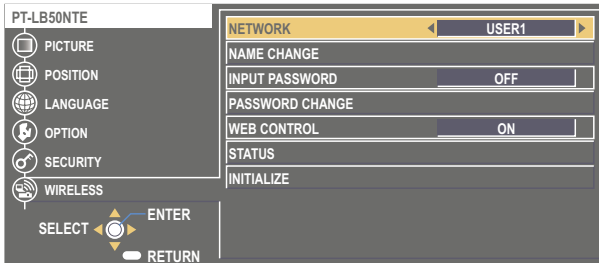 PT-LB50NTE
PICTURE
POSITION
LANGUAGE
OPTION
SECURITY
WIRELESS
ENTER
SELECT
RETURN
NETWORK USER1
NAME CHANGE
INPUT PASSWORD OFF
PASSWORD CHANGE
WEB CONTROL ON
STATUS
INITIALIZE